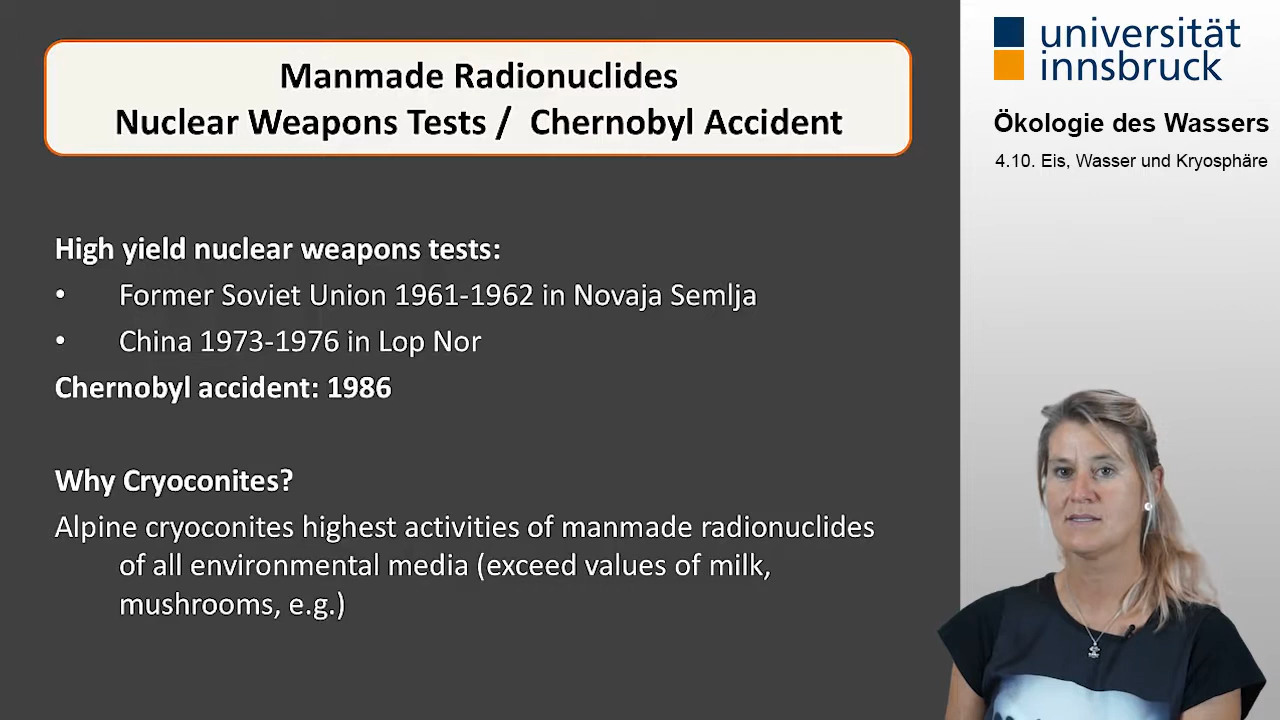 Manmade Radionuclides
Nuclear Weapons Tests / Chernobyl Accident
High yield nuclear weapons tests:
• Former Soviet Union 1961-1962 in Novaja Semlja
• China 1973-1976 in Lop Nor
Chernobyl accident: 1986
Why Cryoconites?
Alpine cryoconites highest activities of manmade radionuclides
of all environmental media (exceed values of milk,
mushrooms, e.g.)
universität
innsbruck
Ökologie des Wassers
4.10. Eis, Wasser und Kryosphäre